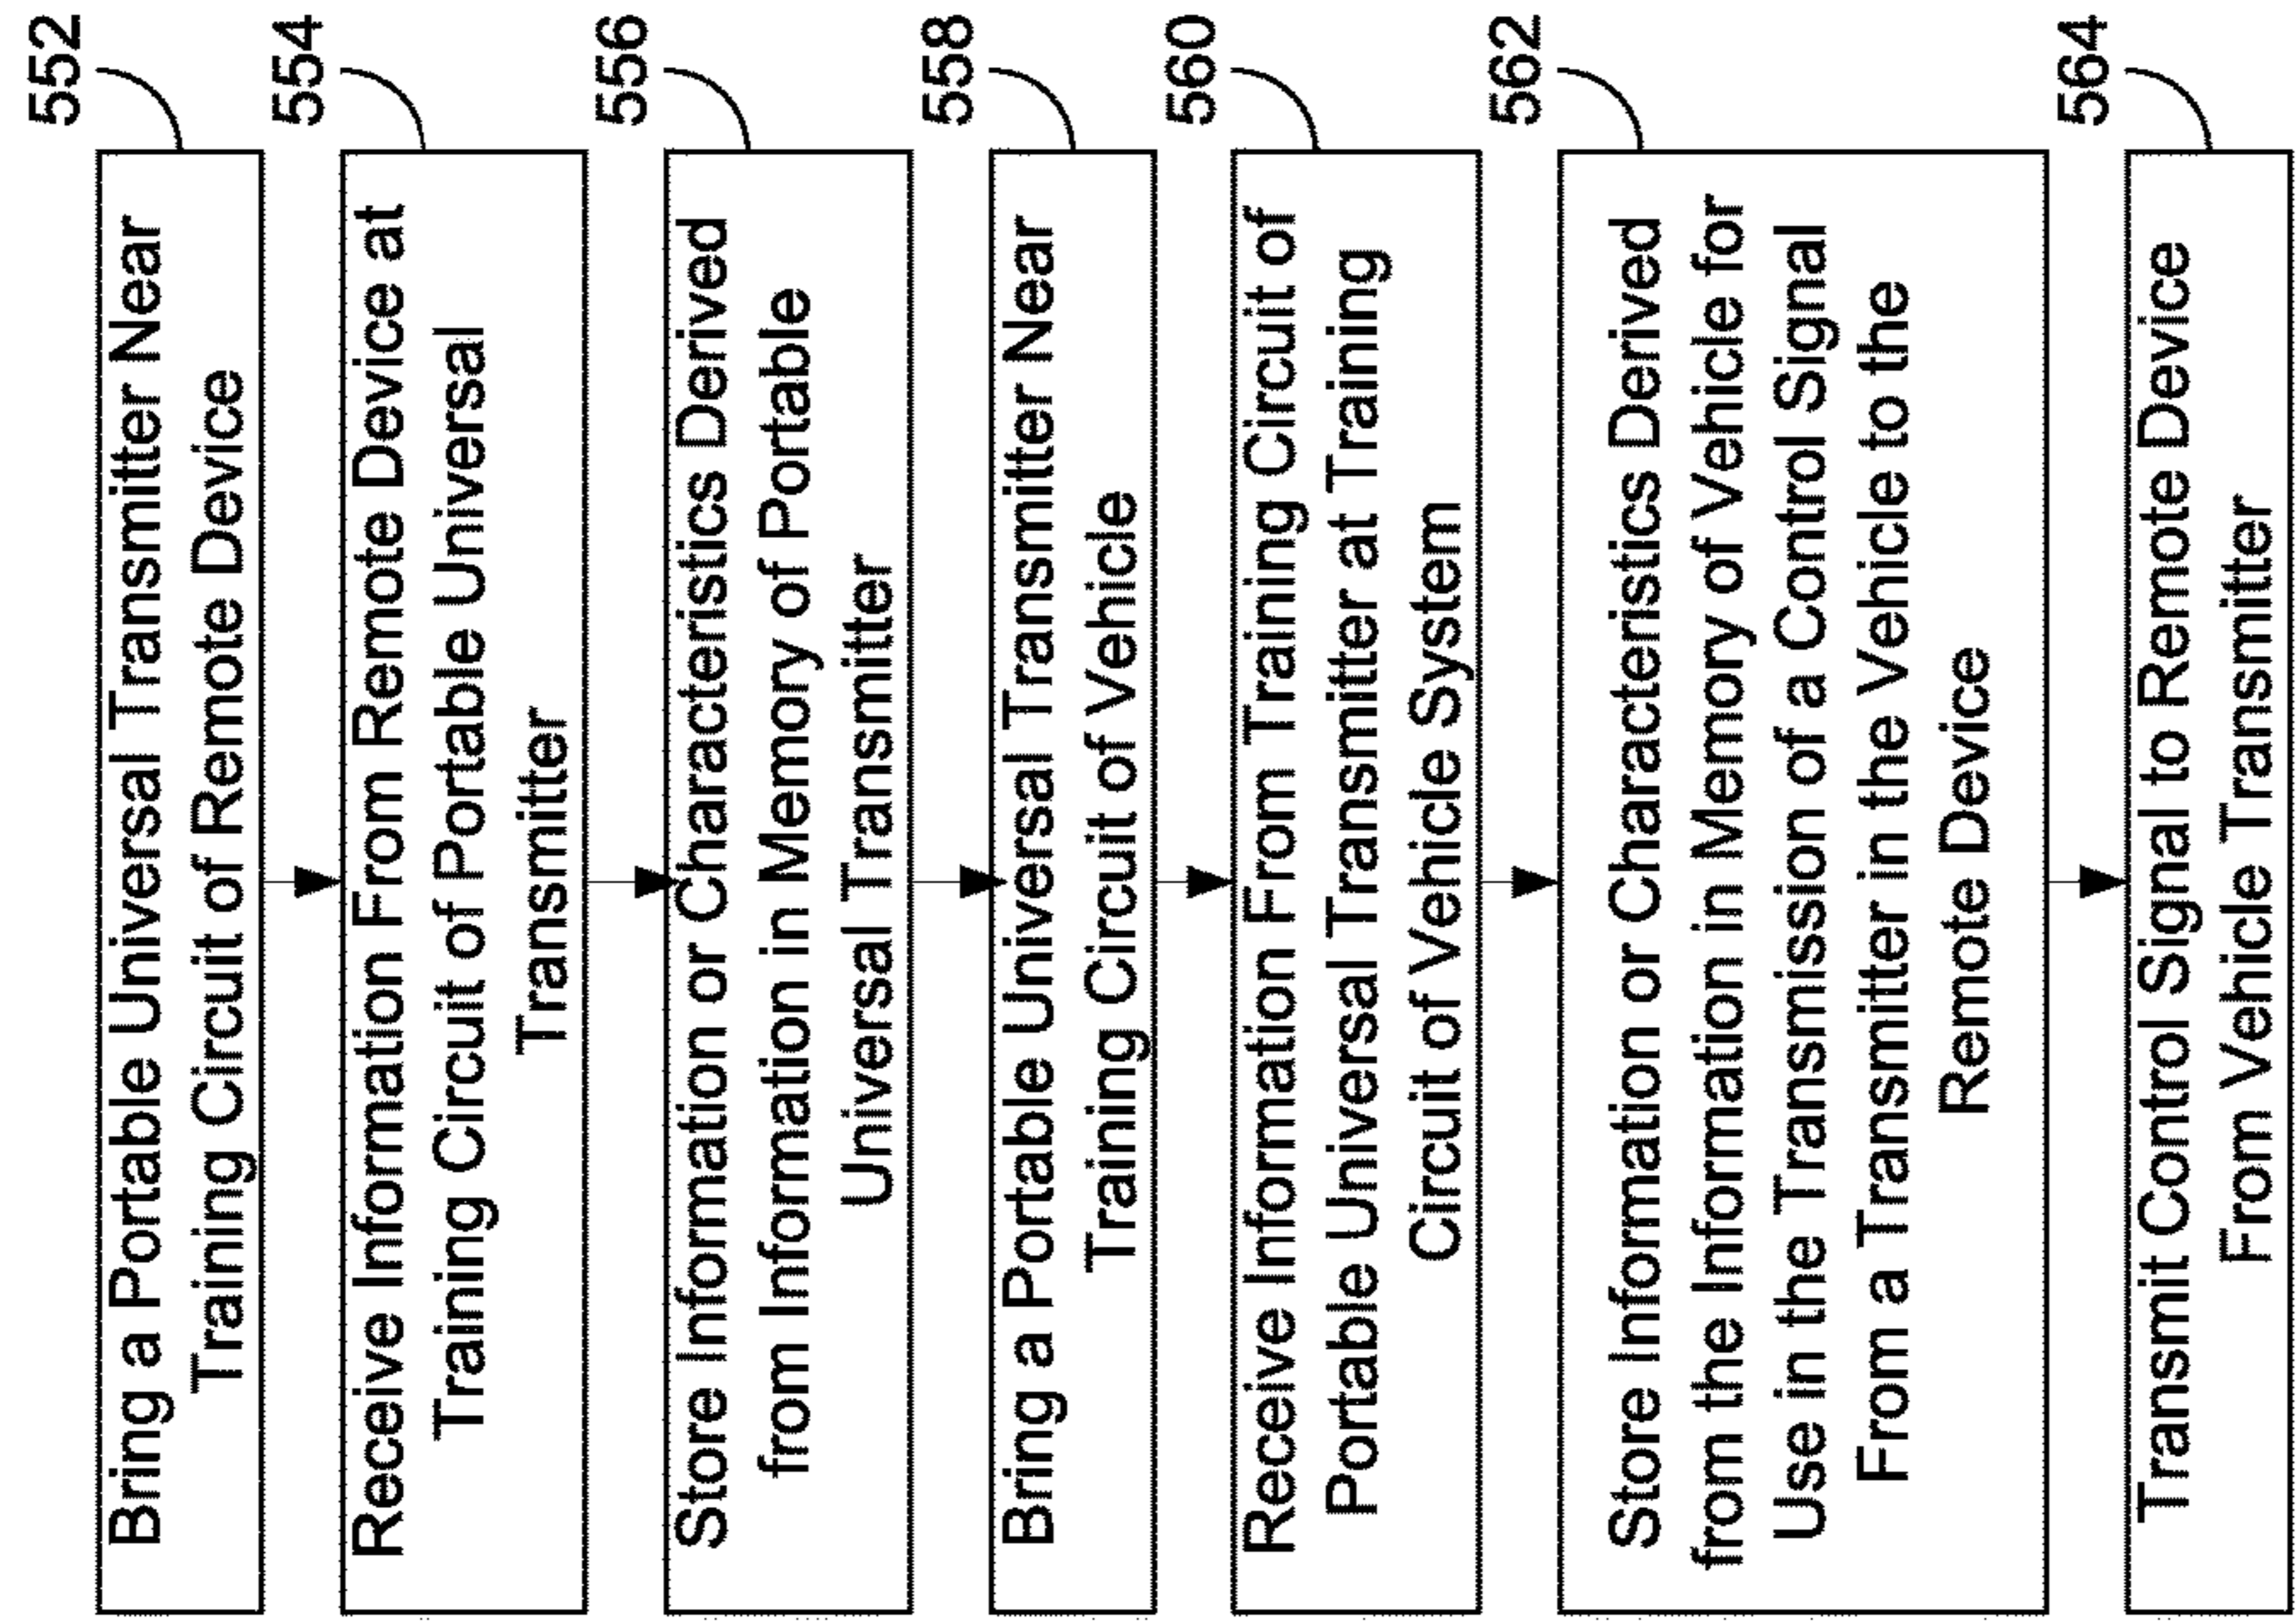 552
Bring a Portable Universal Transmitter Near
Training Circuit of Remote Device
554
Receive Information From Remote Device at
Training Circuit of Portable Universal
Transmitter
556
Store Information or Characteristics Derived
from Information in Memory of Portable
Universal Transmitter
558
Bring a Portable Universal Transmitter Near
Training Circuit of Vehicle
560
Receive Information From Training Circuit of
Portable Universal Transmitter at Training
Circuit of Vehicle System
562
Store Information or Characteristics Derived
from the Information in Memory of Vehicle for
Use in the Transmission of a Control Signal
From a Transmitter in the Vehicle to the
Remote Device
564
Transmit Control Signal to Remote Device
From Vehicle Transmitter